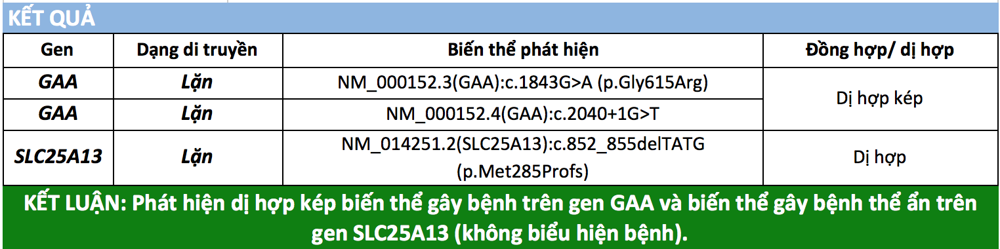 KẾT QUẢ
Gen Dạng di truyền Biến thể phát hiện Đồng hợp/ dị hợp
GAA Lặn NM_000152.3(GAA):c.1843G>A (p.Gly615Arg)
Dị hợp kép
GAA Lặn NM_000152.4(GAA):c.2040+1G>T
SLC25A13 Lặn NM_014251.2(SLC25A13):c.852_855delTATG
(p.Met285Profs) Dị hợp
KẾT LUẬN: Phát hiện dị hợp kép biến thể gây bệnh trên gen GAA và biến thể gây bệnh thể ẩn trên
gen SLC25A13 (không biểu hiện bệnh).